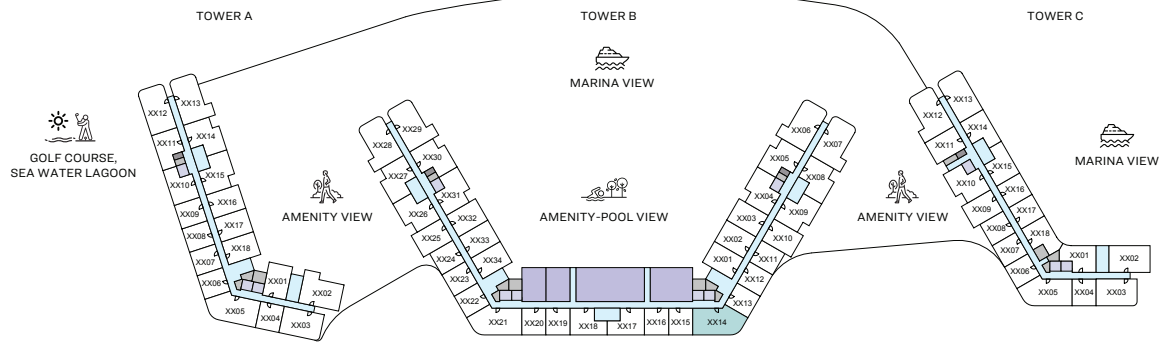 TOWER A
TOWER B
TOWER C
MARINA VIEW
GOLF COURSE,
SEA WATER LAGOON
AMENITY VIEW
AMENITY-POOL VIEW
AMENITY VIEW
MARINA VIEW
XX12
XX13
XX11
XX14
XX10
XX15
XX09
XX16
XX08
XX17
XX07
XX18
XX06
XX01
XX02
XX05
XX04
XX03
XX29
XX28
XX30
XX27
XX31
XX26
XX32
XX25
XX33
XX24
XX34
XX23
XX22
XX21
XX20
XX19
XX18
XX17
XX16
XX15
XX14
XX13
XX12
XX01
XX11
XX02
XX10
XX03
XX09
XX04
XX08
XX05
XX07
XX06
XX13
XX12
XX14
XX11
XX15
XX10
XX16
XX09
XX17
XX08
XX18
XX07
XX01
XX02
XX06
XX05
XX04
XX03